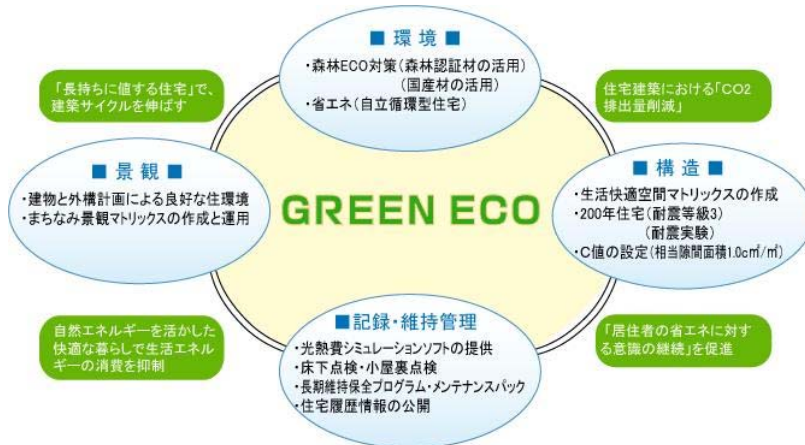 ■ 環 境 ■
・森林ECO対策(森林認証材の活用)
(国産材の活用)
・省エネ(自立循環型住宅)
「長持ちに値する住宅」で、
建築サイクルを伸ばす
住宅建築における「CO2
排出量削減」
■ 景 観 ■
・建物と外構計画による良好な住環境
・まちなみ景観マトリックスの作成と運用
GREEN ECO
■ 構 造 ■
・生活快適空間マトリックスの作成
・200年住宅(耐震等級3)
(耐震実験)
・C値の設定(相当隙間面積1.0c㎡/㎡)
自然エネルギーを活かした
快適な暮らしで生活エネル
ギーの消費を抑制
■記録・維持管理
・光熱費シミュレーションソフトの提供
・床下点検・小屋裏点検
・長期維持保全プログラム・メンテナンスパック
・住宅履歴情報の公開
「居住者の省エネに対す
る意識の継続」を促進